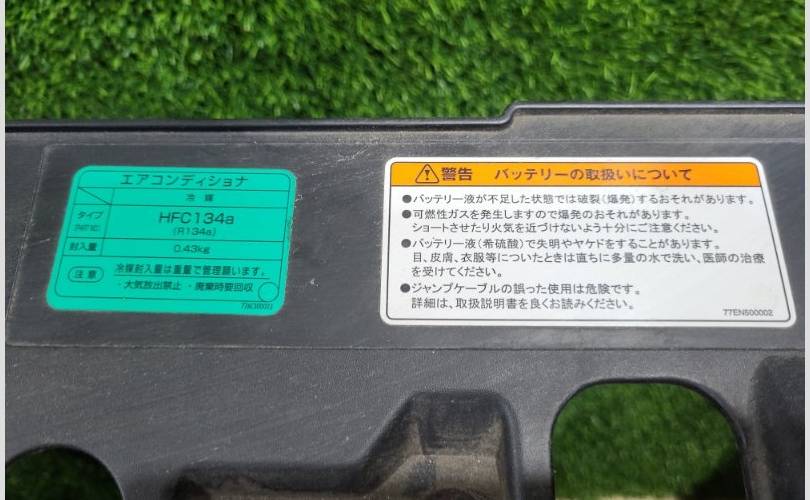 エアコンディショナ
冷媒
タイプ
HFC134a
(R134a)
封入量
0.43kg
注意
冷媒封入量は重量で管理願います。
・大気放出禁止 ・廃棄時要回収
警告 バッテリーの取扱いについて
●バッテリー液が不足した状態では破裂(爆発)するおそれがあります。
●可燃性ガスを発生しますので爆発のおそれがあります。
ショートさせたり火気を近づけないよう十分にご注意ください。
●バッテリー液(希硫酸)で失明やヤケドをすることがあります。
目、皮膚、衣服等についたときは直ちに多量の水で洗い、医師の治療
を受けてください。
●ジャンプケーブルの誤った使用は危険です。
詳細は、取扱説明書を良くお読みください。
77EN500002